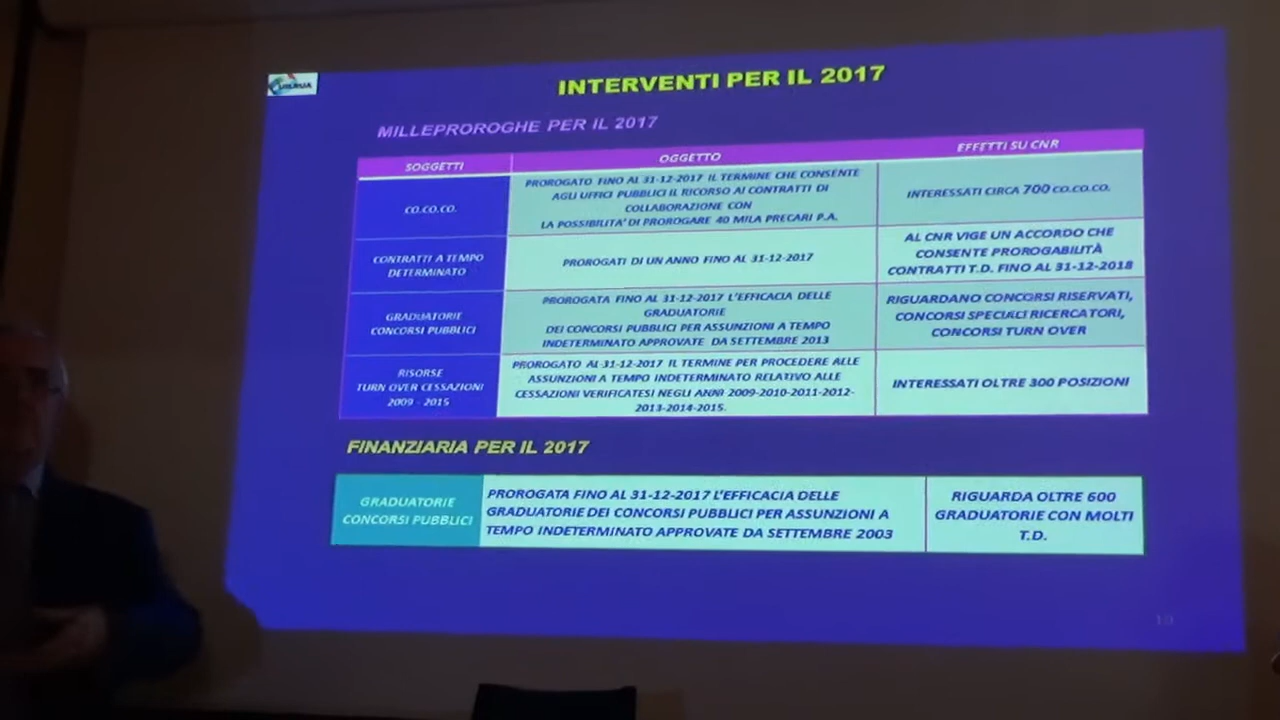 INTERVENTI PER IL 2017
MILLEPROROGHE PER IL 2017
SOGGETTI
OGGETTO
EFFETTI SU CNR
CO.CO.CO.
PROROGATO FINO AL 31-12-2017 IL TERMINE CHE CONSENTE
AGLI UFFICI PUBBLICI IL RICORSO AI CONTRATTI DI
COLLABORAZIONE CON
LA POSSIBILITA' DI PROROGARE 40 MILA PRECARI P.A.
INTERESSATI CIRCA 700 CO.CO.CO.
CONTRATTI A TEMPO
DETERMINATO
PROROGATI DI UN ANNO FINO AL 31-12-2017
AL CNR VIGE UN ACCORDO CHE
CONSENTE PROROGABILITÀ
CONTRATTI T.D. FINO AL 31-12-2018
GRADUATORIE
CONCORSI PUBBLICI
PROROGATA FINO AL 31-12-2017 L'EFFICACIA DELLE
GRADUATORIE
DEI CONCORSI PUBBLICI PER ASSUNZIONI A TEMPO
INDETERMINATO APPROVATE DA SETTEMBRE 2013
RIGUARDANO CONCORSI RISERVATI,
CONCORSI SPECIALI RICERCATORI,
CONCORSI TURN OVER
RISORSE
TURN OVER CESSAZIONI
2009 - 2015
PROROGATO AL 31-12-2017 IL TERMINE PER PROCEDERE ALLE
ASSUNZIONI A TEMPO INDETERMINATO RELATIVO ALLE
CESSAZIONI VERIFICATESI NEGLI ANNI 2009-2010-2011-2012-
2013-2014-2015.
INTERESSATI OLTRE 300 POSIZIONI
FINANZIARIA PER IL 2017
GRADUATORIE
CONCORSI PUBBLICI
PROROGATA FINO AL 31-12-2017 L'EFFICACIA DELLE
GRADUATORIE DEI CONCORSI PUBBLICI PER ASSUNZIONI A
TEMPO INDETERMINATO APPROVATE DA SETTEMBRE 2003
RIGUARDA OLTRE 600
GRADUATORIE CON MOLTI
T.D.